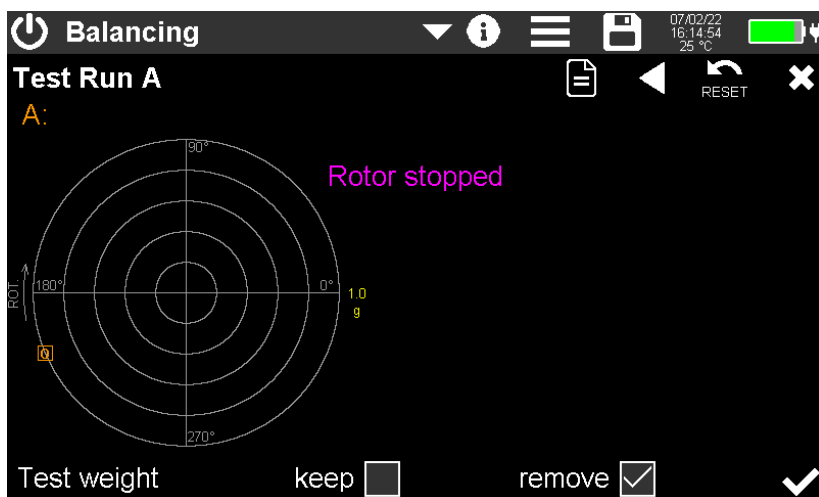 Balancing
07/02/22
16:14:54
25 °C
Test Run A
RESET
A:
90°
Rotor stopped
ROT.
180°
0°
1.0
g
0
270°
Test weight keep remove